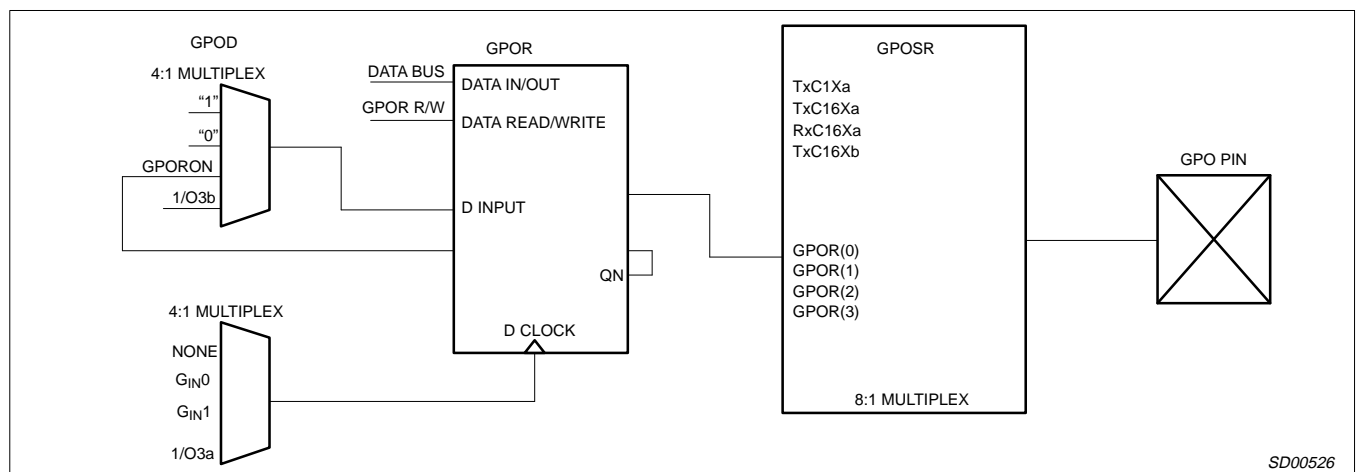 GPOD
4:1 MULTIPLEX
“1”
“0”
GPORON
1/O3b
4:1 MULTIPLEX
NONE
GIN0
GIN1
1/O3a
GPOR
DATA BUS
DATA IN/OUT
GPOR R/W
DATA READ/WRITE
D INPUT
QN
D CLOCK
GPOSR
TxC1Xa
TxC16Xa
RxC16Xa
TxC16Xb
GPOR(0)
GPOR(1)
GPOR(2)
GPOR(3)
8:1 MULTIPLEX
GPO PIN
SD00526